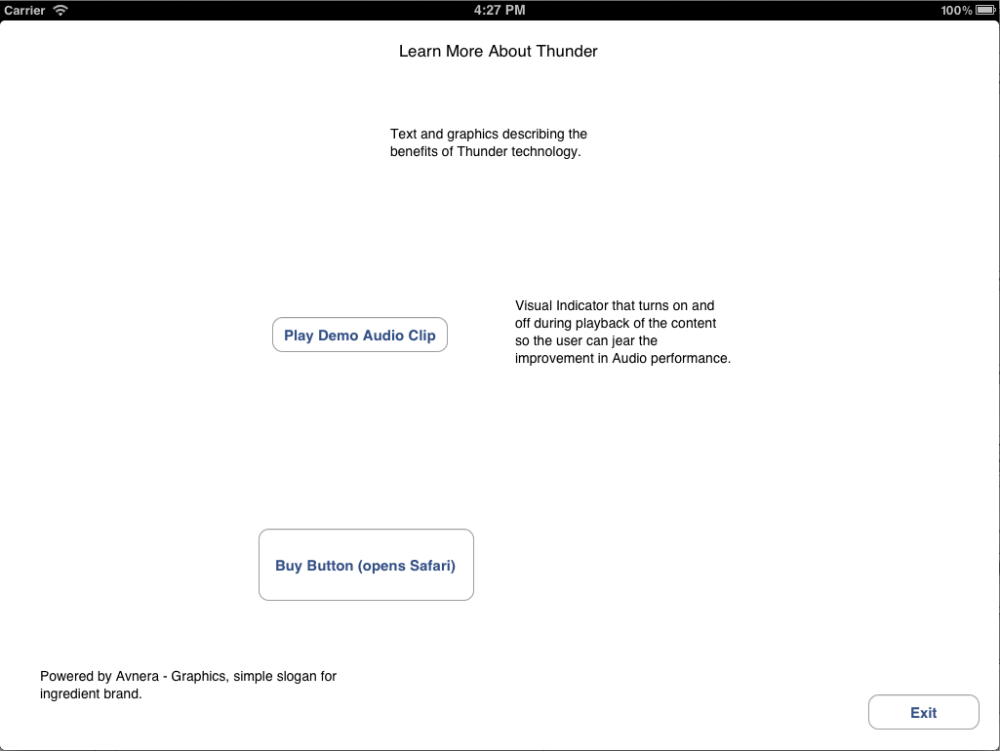 Carrier 4:27 PM 100%
Learn More About Thunder
Text and graphics describing the
benefits of Thunder technology.
Visual Indicator that turns on and
off during playback of the content
so the user can jear the
improvement in Audio performance.
Play Demo Audio Clip
Buy Button (opens Safari)
Powered by Avnera - Graphics, simple slogan for
ingredient brand.
Exit